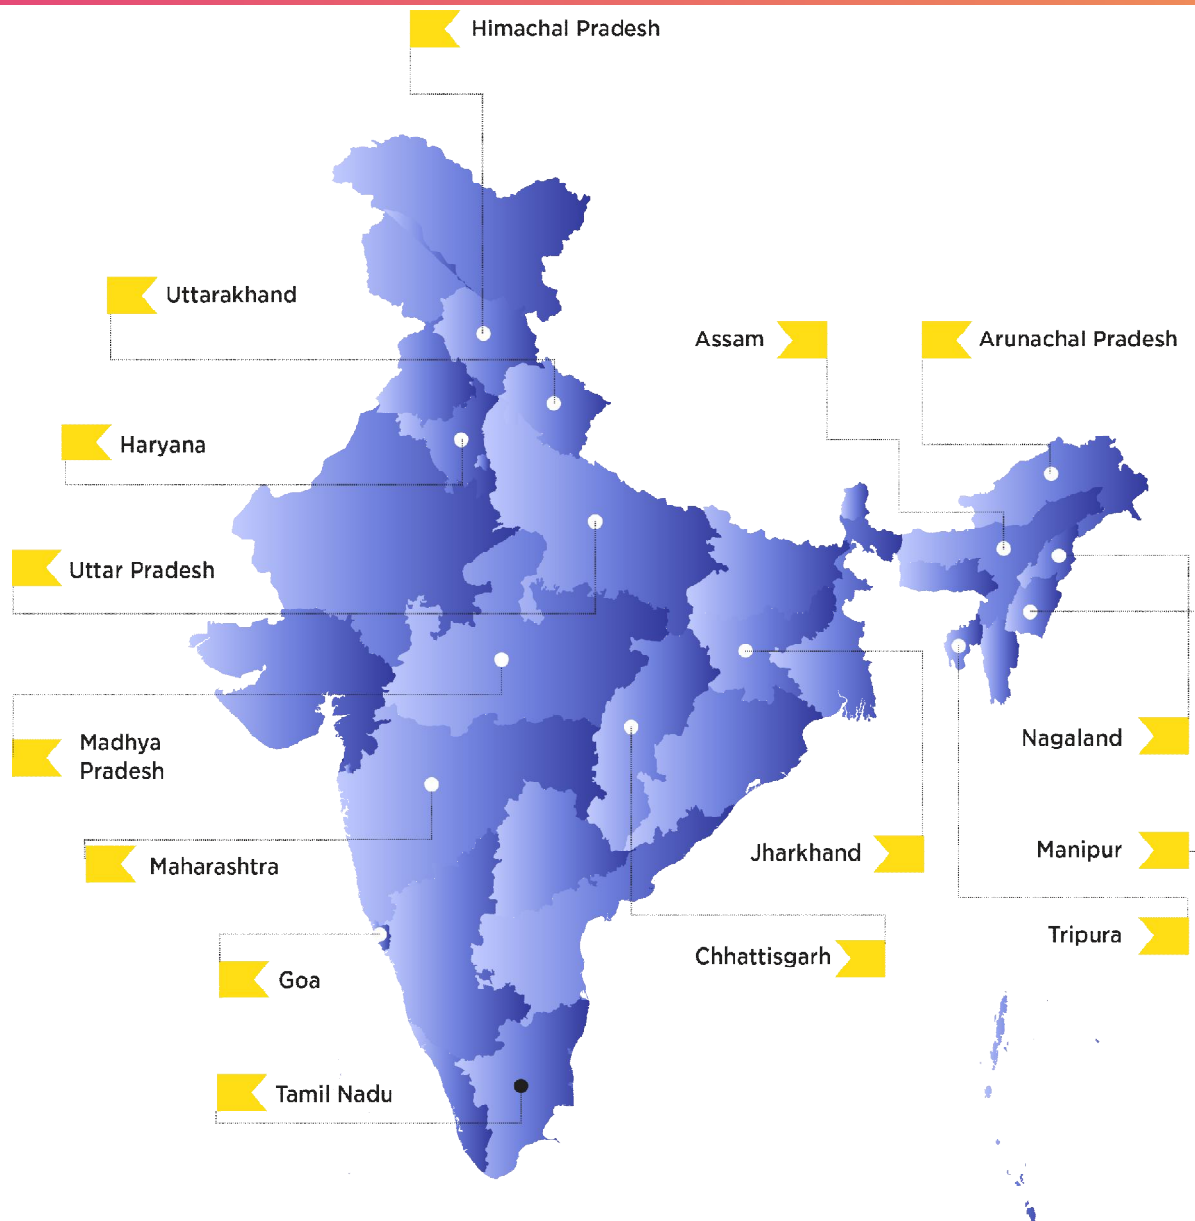 Himachal Pradesh
Uttarakhand
Assam
Arunachal Pradesh
Haryana
Uttar Pradesh
Nagaland
Madhya
Pradesh
Manipur
Jharkhand
Maharashtra
Tripura
Chhattisgarh
Goa
Tamil Nadu